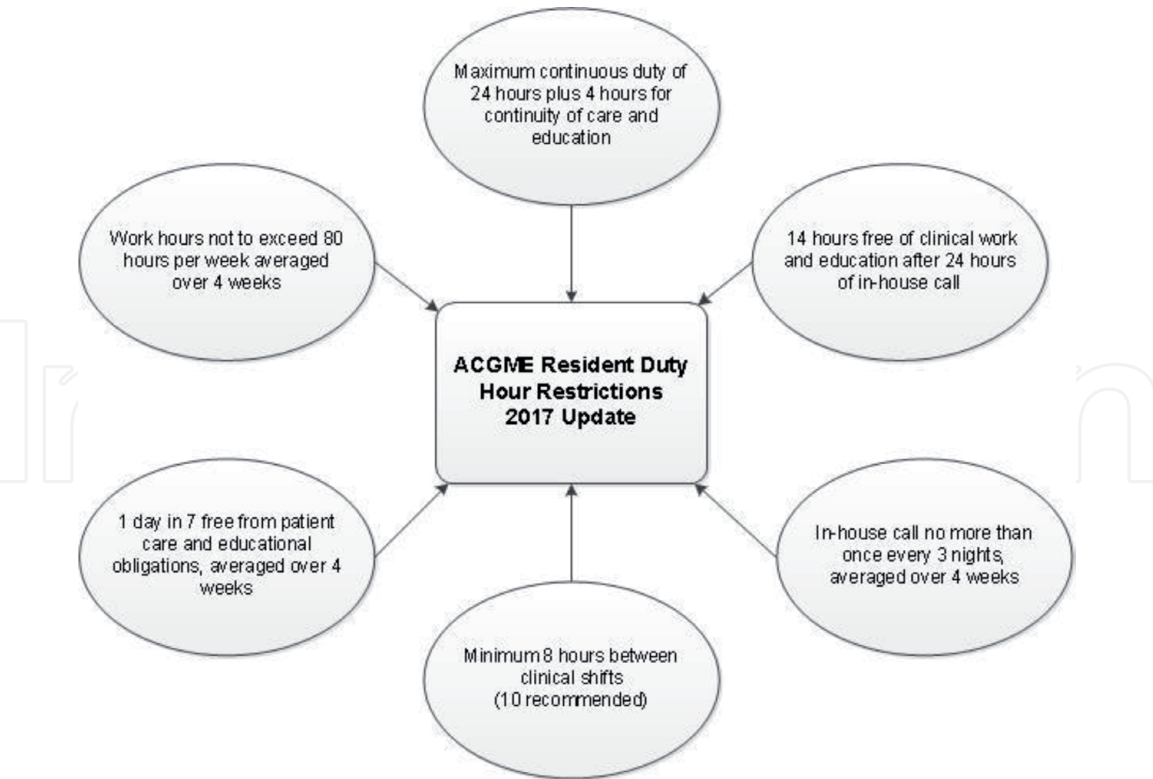 Maximum continuous duty of
24 hours plus 4 hours for
continuity of care and
education
Work hours not to exceed 80
hours per week averaged
over 4 weeks
14 hours free of clinical work
and education after 24 hours
of in-house call
ACGME Resident Duty
Hour Restrictions
2017 Update
1 day in 7 free from patient
care and educational
obligations, averaged over 4
weeks
In-house call no more than
once every 3 nights,
averaged over 4 weeks
Minimum 8 hours between
clinical shifts
(10 recommended)